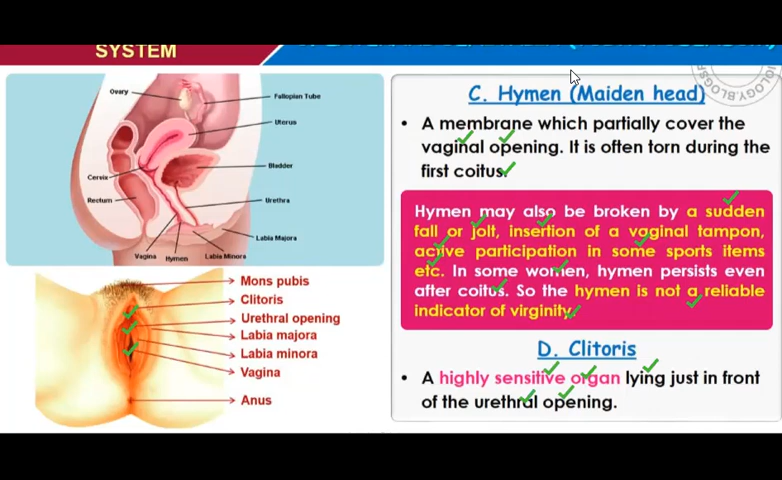 SYSTEM
Ovary
Fallopian Tube
Uterus
Bladder
Cervix
Rectum
Urethra
Labia Majora
Labia Minora
Vagina
Hymen
Mons pubis
Clitoris
Urethral opening
Labia majora
Labia minora
Vagina
Anus
C. Hymen (Maiden head)
• A membrane which partially cover the
vaginal opening. It is often torn during the
first coitus.
Hymen may also be broken by a sudden
fall or jolt, insertion of a vaginal tampon,
active participation in some sports items
etc. In some women, hymen persists even
after coitus. So the hymen is not a reliable
indicator of virginity.
D. Clitoris
• A highly sensitive organ lying just in front
of the urethral opening.